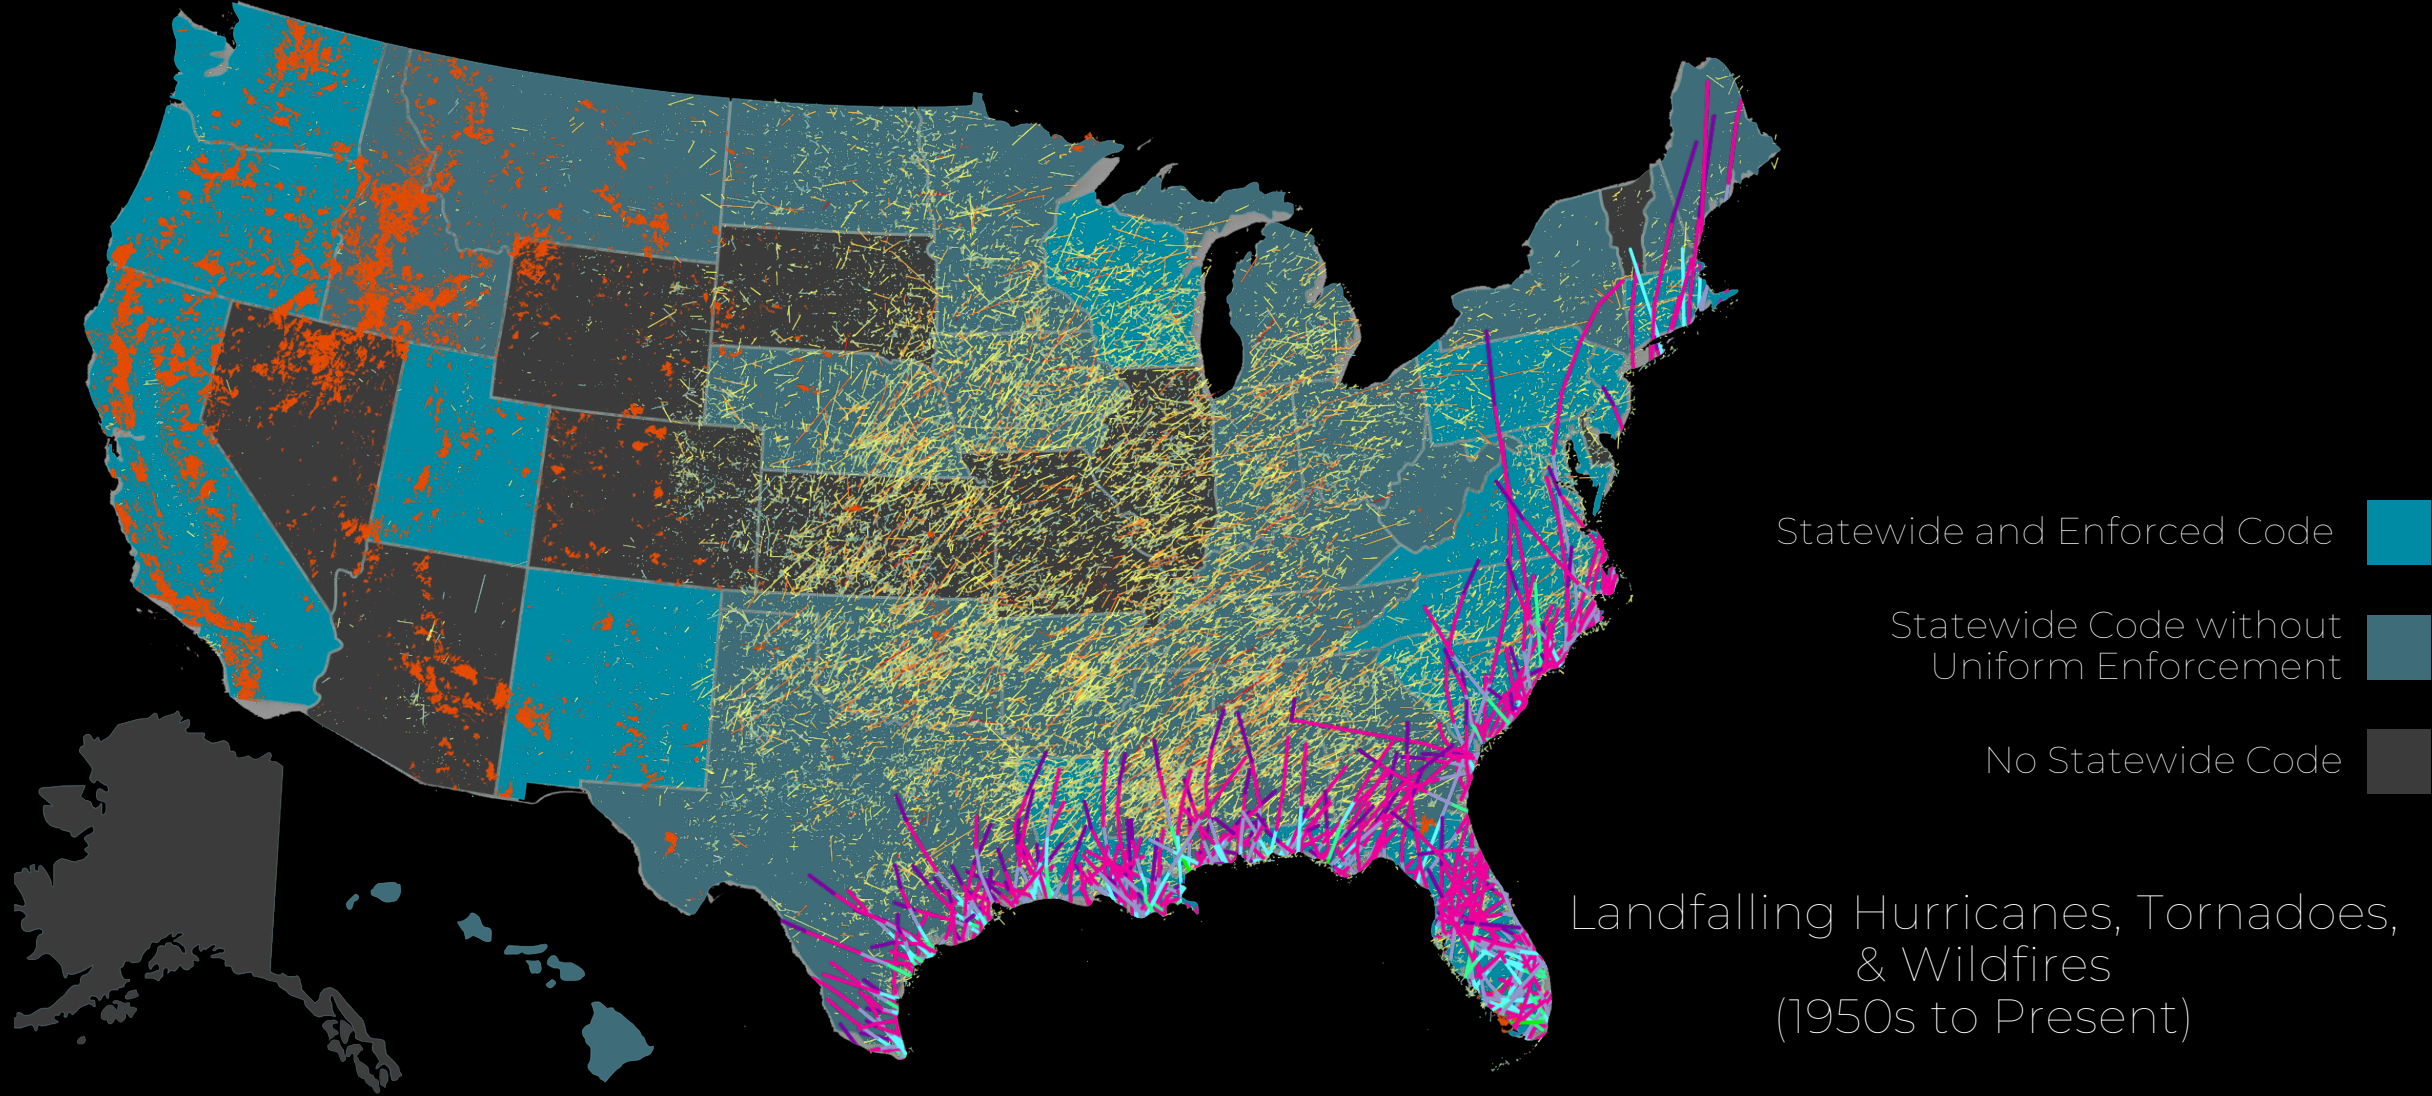 Statewide and Enforced Code
Statewide Code without
Uniform Enforcement
No Statewide Code
Landfalling Hurricanes, Tornadoes,
& Wildfires
(1950s to Present)